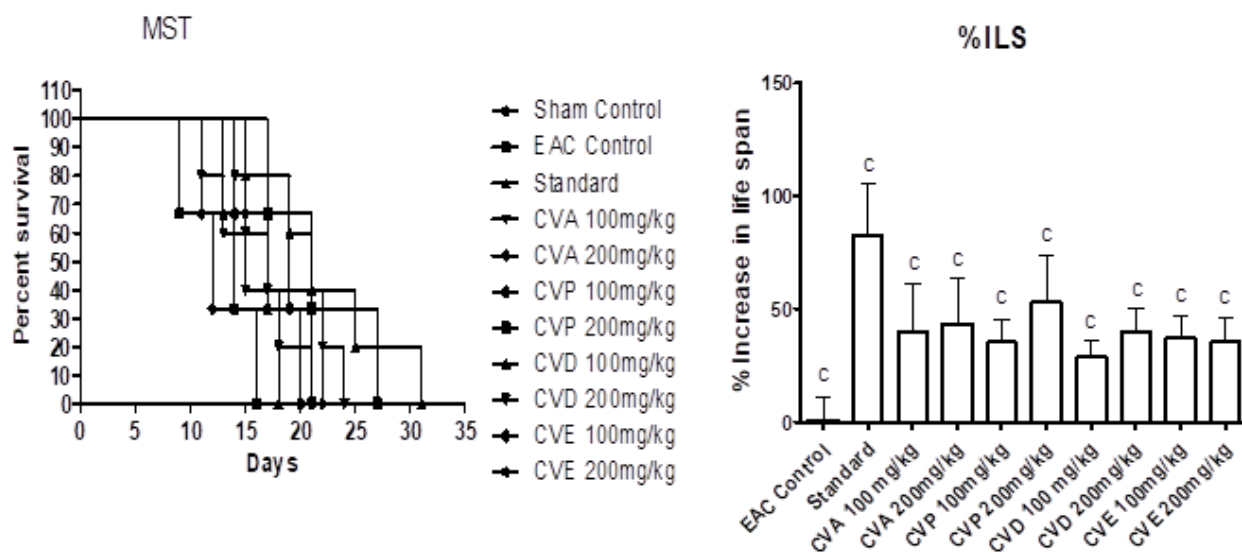 MST
110
100
90
80
70
60
50
40
30
20
10
0
Percent survival
0 5 10 15 20 25 30 35
Days
Sham Control
EAC Control
Standard
CVA 100mg/kg
CVA 200mg/kg
CVP 100mg/kg
CVP 200mg/kg
CVD 100mg/kg
CVD 200mg/kg
CVE 100mg/kg
CVE 200mg/kg
%ILS
150
100
50
0
% Increase in life span
C C C C C C C C C C
EAC Control
Standard
CVA 100 mg/kg
CVA 200mg/kg
CVP 100mg/kg
CVP 200mg/kg
CVD 100 mg/kg
CVD 200mg/kg
CVE 100mg/kg
CVE 200mg/kg